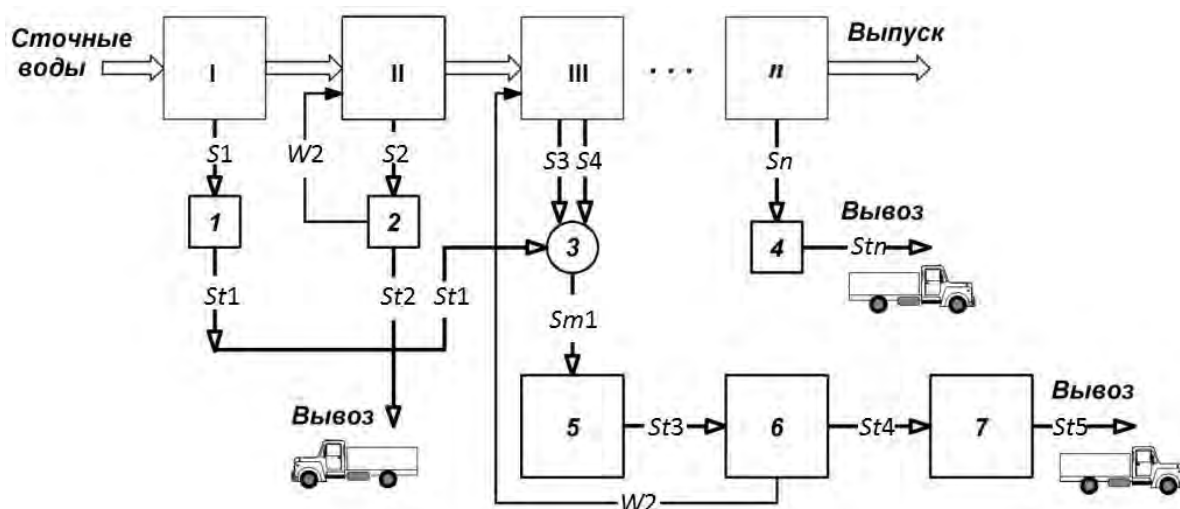 Сточные
воды
I
II
III
. . .
n
Выпуск
S1
W2
S2
S3
S4
Sn
1
2
3
4
Вывоз
Stn
St1
St2
St1
Sm1
Вывоз
5
St3
6
St4
7
Вывоз
St5
W2